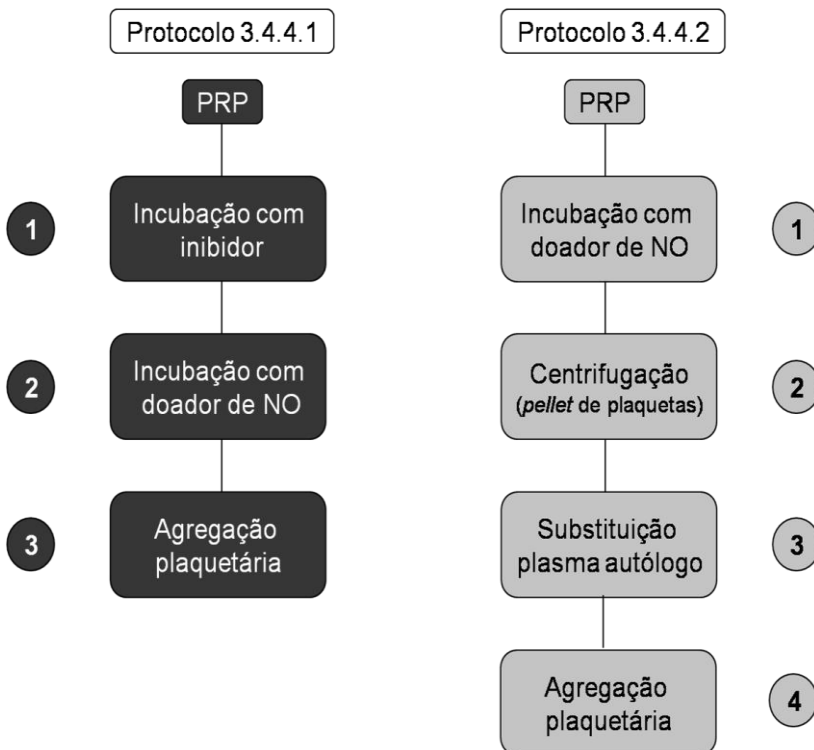 Protocolo 3.4.4.1
PRP
1
Incubação com
inibidor
2
Incubação com
doador de NO
3
Agregação
plaquetária
Protocolo 3.4.4.2
PRP
Incubação com
doador de NO
1
Centrifugação
(pellet de plaquetas)
2
Substituição
plasma autólogo
3
Agregação
plaquetária
4